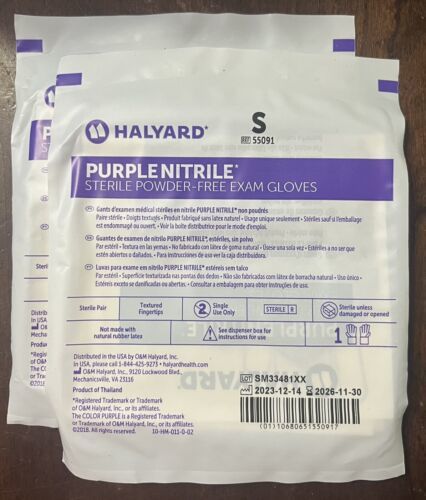 HALYARD*
S
REF 55091
PURPLE NITRILE*
STERILE POWDER-FREE EXAM GLOVES
Gants d'examen médical stériles en nitrile PURPLE NITRILE* non poudrés
Paire stérile • Doigts texturés • Produit fabriqué sans latex naturel • Usage unique seulement • Stériles sauf si l'emballage
est endommagé ou ouvert, • Voir la boîte distributrice pour le mode d'emploi.
Guantes de examen de nitrilo PURPLE NITRILE*, estériles, sin polvo
Par estéril • Textura en las yemas • No fabricado con látex de goma natural • Úsese una sola vez • Estériles a no ser que
estén abiertos o dañados. • Para instrucciones de uso ver la caja distribuidora.
Luvas para exame em nitrilo PURPLE NITRILE* estéreis sem talco
Par estéril • Superfície texturizada nas pontas dos dedos • Não são fabricadas com látex de borracha natural • Uso único •
Estéreis exceto se danificadas ou abertas. • Consultar a embalagem para obter instruções de uso.
Sterile Pair
Textured
Fingertips
2
Single
Use Only
STERILE R
Sterile unless
damaged or opened
Not made with
natural rubber latex
See dispenser box for
instructions for use
1
Distributed in the USA by O&M Halyard, Inc.
In USA, please call 1-844-425-9273 • halyardhealth.com
O&M Halyard, Inc., 9120 Lockwood Blvd.,
Mechanicsville, VA 23116
Product of Thailand
*Registered Trademark or Trademark of
O&M Halyard, Inc., or its affiliates.
The COLOR PURPLE is a Registered Trademark
of O&M Halyard, Inc. or its affiliates.
©2018. All rights reserved. 10-HM-011-0-02
LOT SM33481XX
2023-12-14 2026-11-30
(01)10680651550917